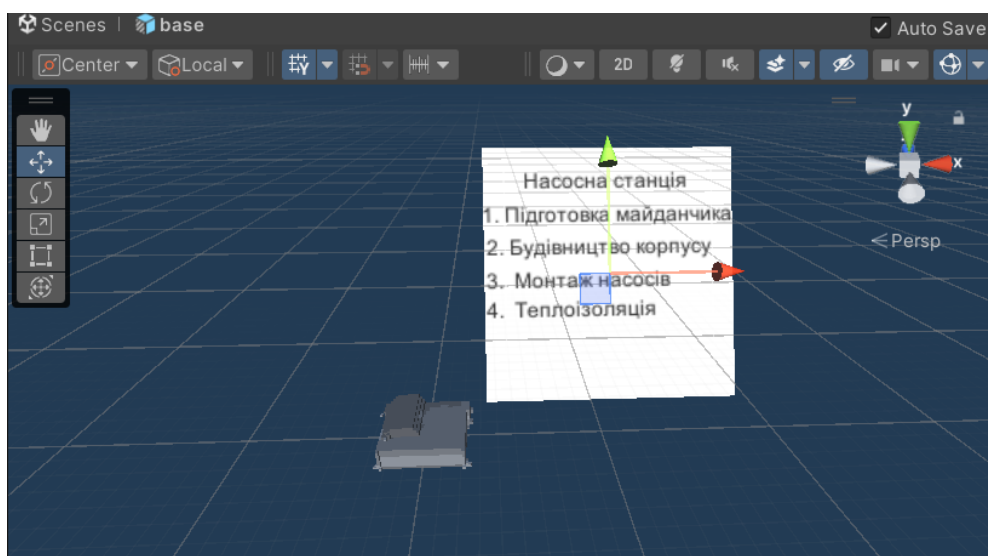 Scenes | base
Auto Save
Center Local 2D
y
x
Persp
Насосна станція
1. Підготовка майданчика
2. Будівництво корпусу
3. Монтаж насосів
4. Теплоізоляція